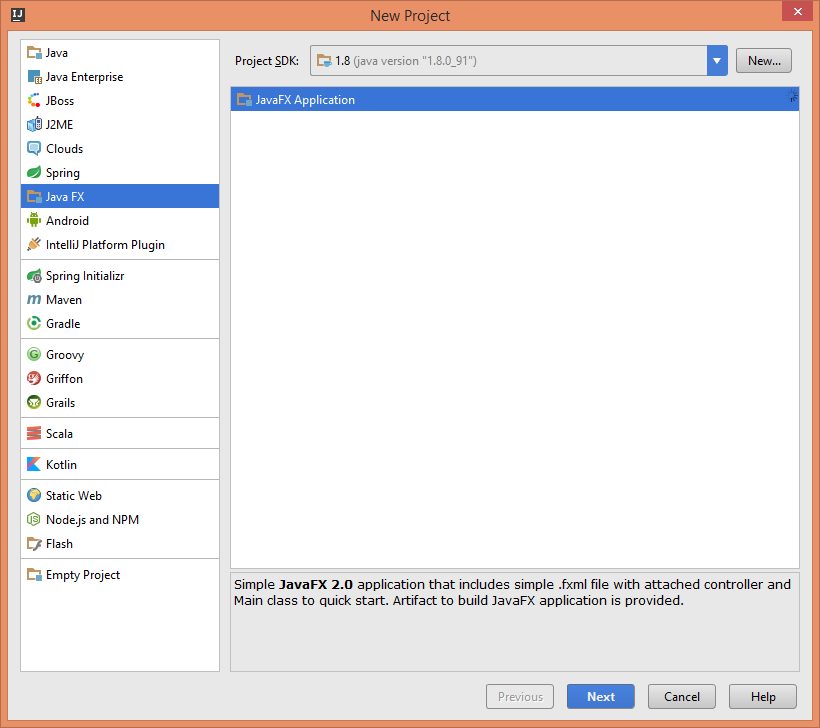 New Project
Java
Java Enterprise
JBoss
J2ME
Clouds
Spring
Java FX
Android
IntelliJ Platform Plugin
Spring Initializr
Maven
Gradle
Groovy
Griffon
Grails
Scala
Kotlin
Static Web
Node.js and NPM
Flash
Empty Project
Project SDK: 1.8 (java version "1.8.0_91") New...
JavaFX Application
Simple JavaFX 2.0 application that includes simple .fxml file with attached controller and
Main class to quick start. Artifact to build JavaFX application is provided.
Previous Next Cancel Help